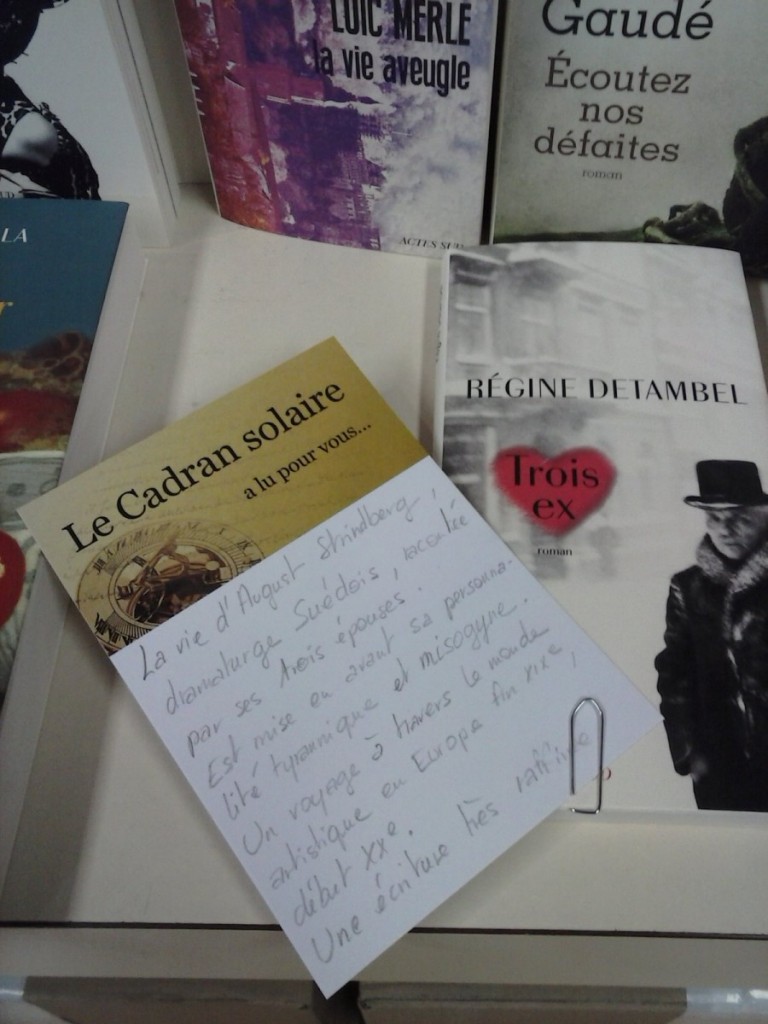 LOIC MERLE
la vie aveugle
ACTES SUD
Gaudé
Écoutez
nos
défaites
roman
LA
RÉGINE DETAMBEL
Trois
ex
roman
Le Cadran solaire
a lu pour vous...
La vie d'August Strindberg,
dramaturge Suédois, racontée
par ses trois épouses.
Est mise en avant sa personna-
lité tyrannique et misogyne.
Un voyage à travers le monde
artistique en Europe fin XIXe,
début XXe.
Une écriture très raffinée